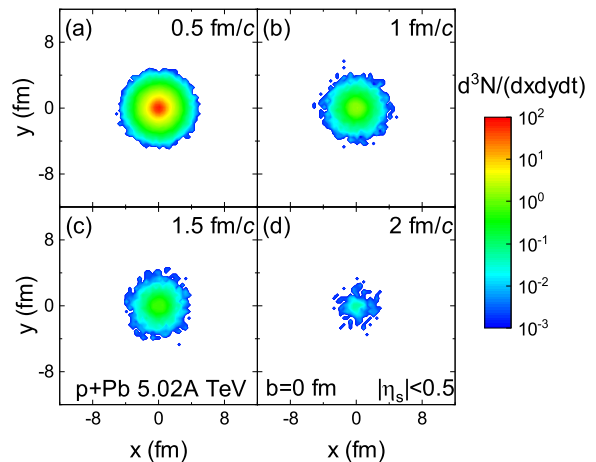 (a) 0.5 fm/c
(b) 1 fm/c
d³N/(dxdydt)
8
0
-8
y (fm)
10²
10¹
10⁰
10⁻¹
10⁻²
10⁻³
(c) 1.5 fm/c
(d) 2 fm/c
8
0
-8
y (fm)
p+Pb 5.02A TeV
b=0 fm |ηs|<0.5
-8 0 8
-8 0 8
x (fm)
x (fm)